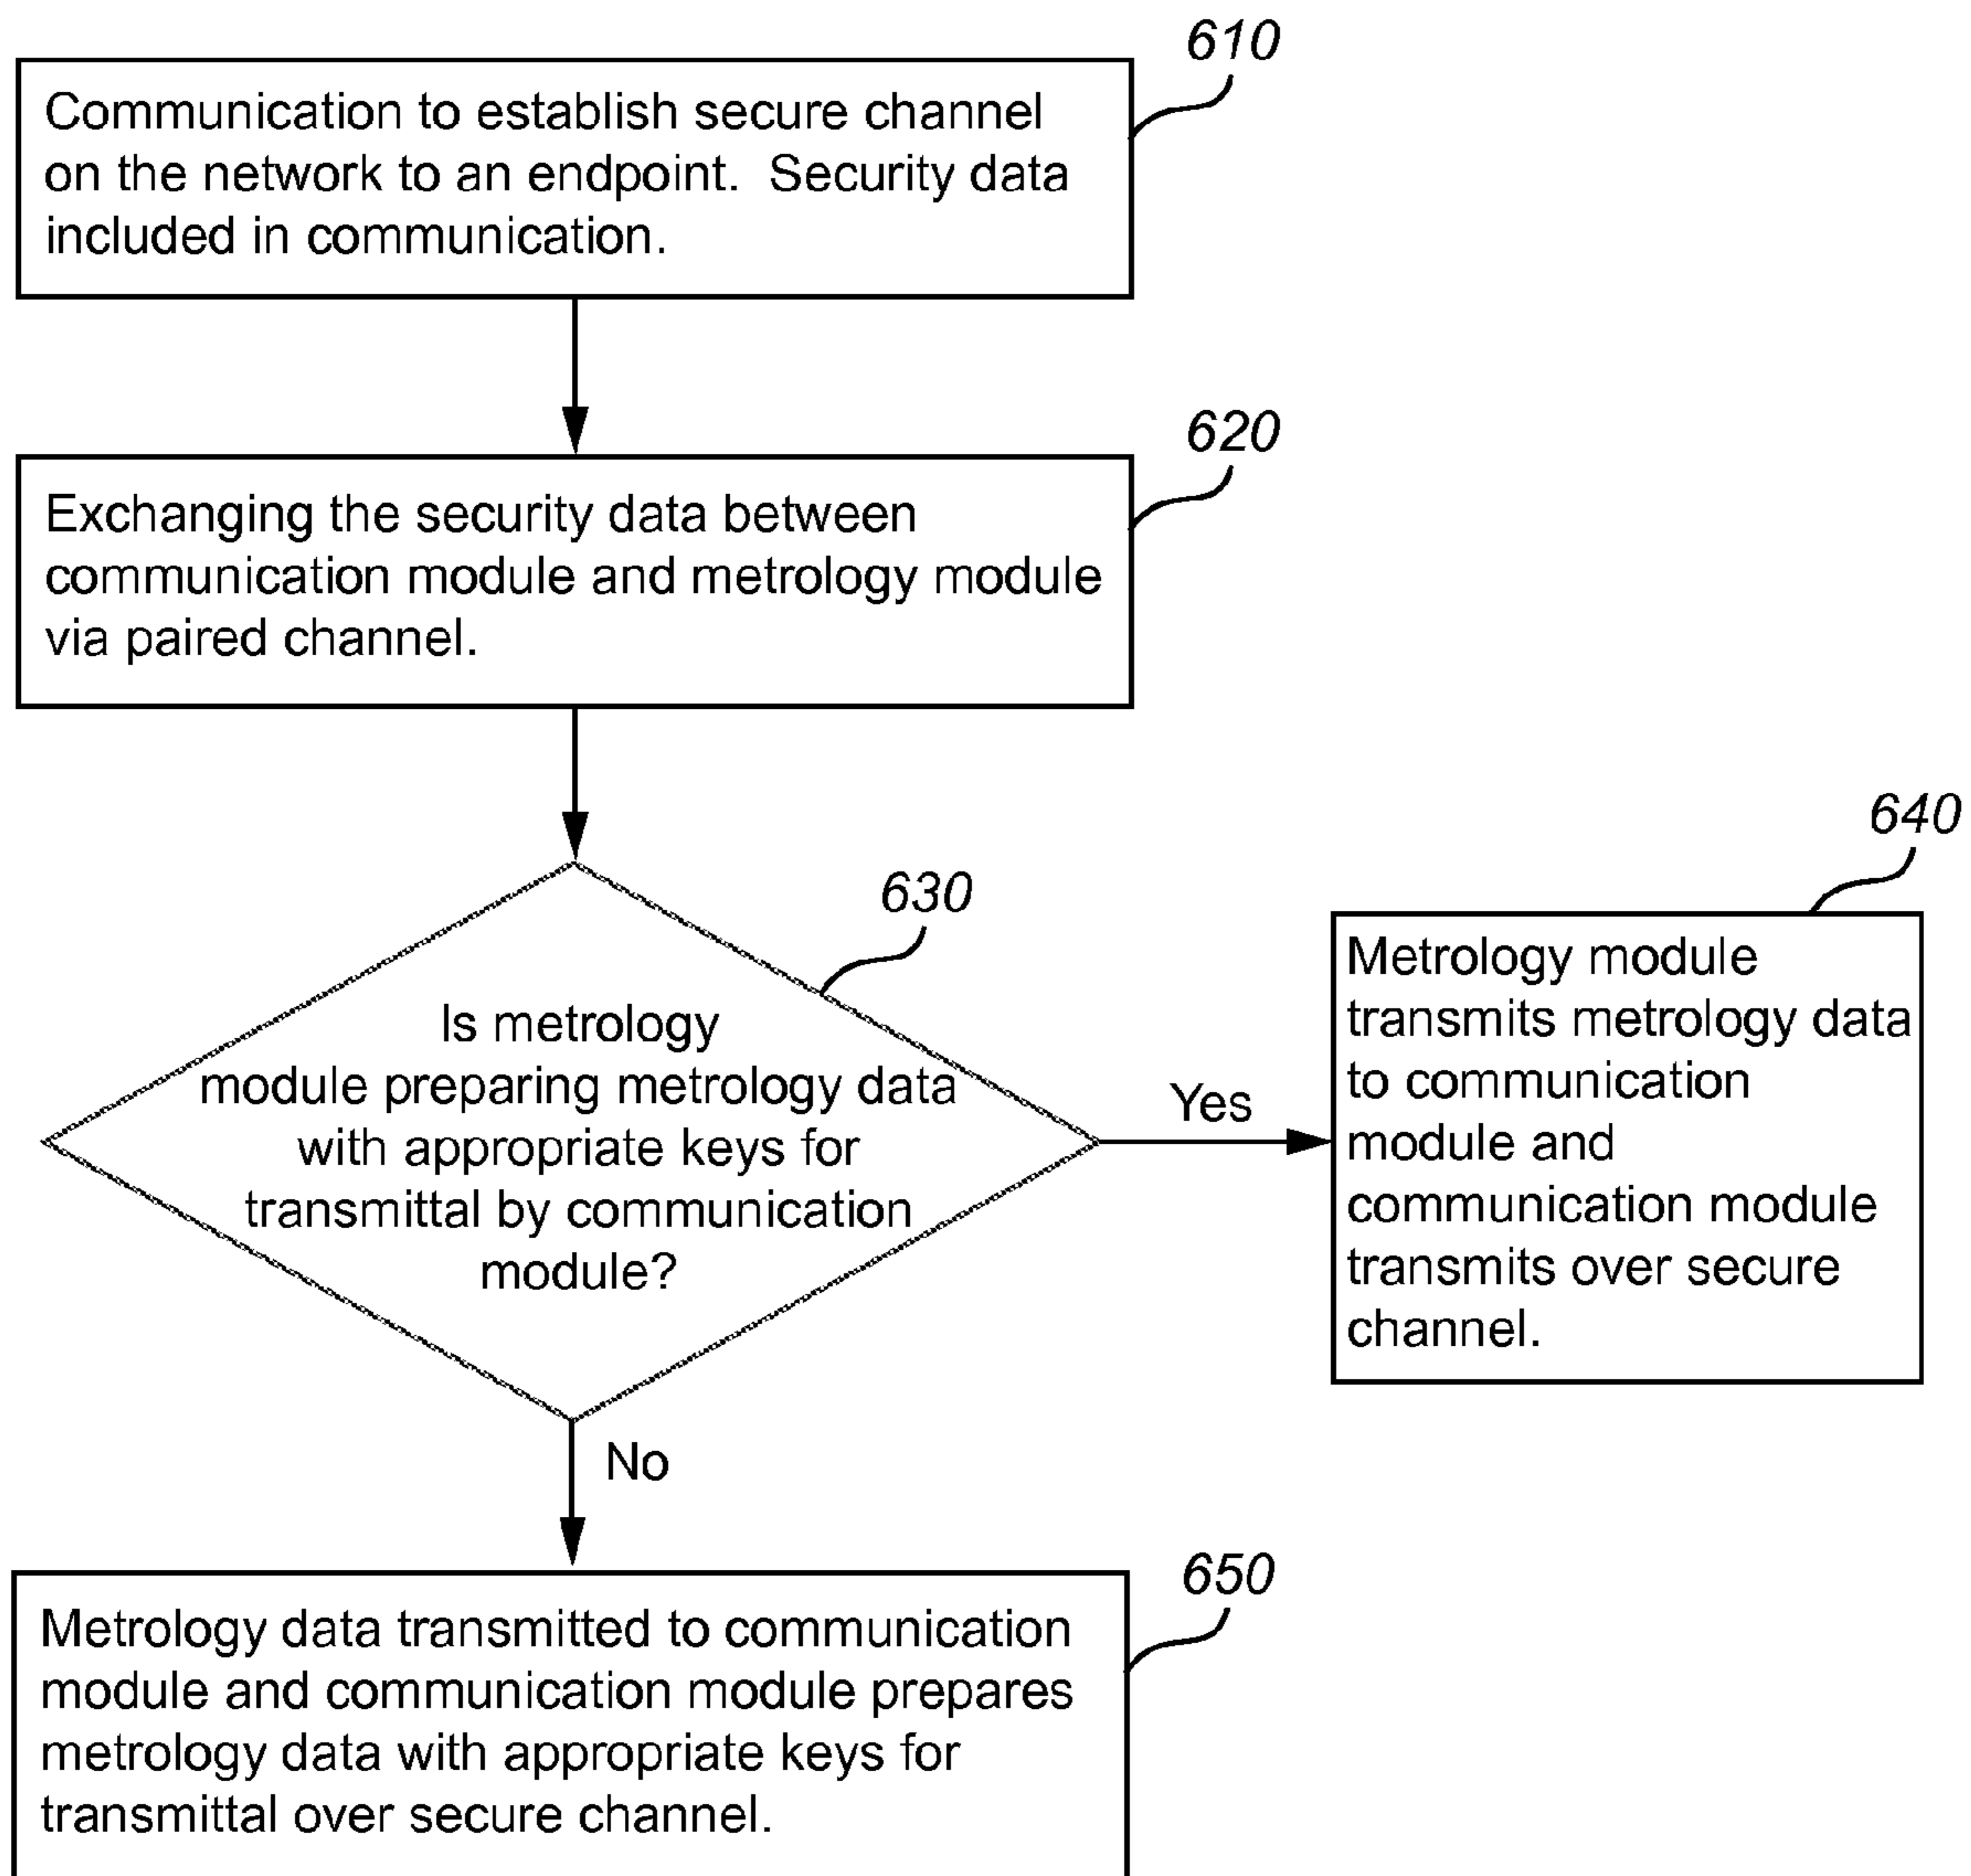 610
Communication to establish secure channel
on the network to an endpoint. Security data
included in communication.
620
Exchanging the security data between
communication module and metrology module
via paired channel.
630
Is metrology
module preparing metrology data
with appropriate keys for
transmittal by communication
module?
Yes
640
Metrology module
transmits metrology data
to communication
module and
communication module
transmits over secure
channel.
No
650
Metrology data transmitted to communication
module and communication module prepares
metrology data with appropriate keys for
transmittal over secure channel.